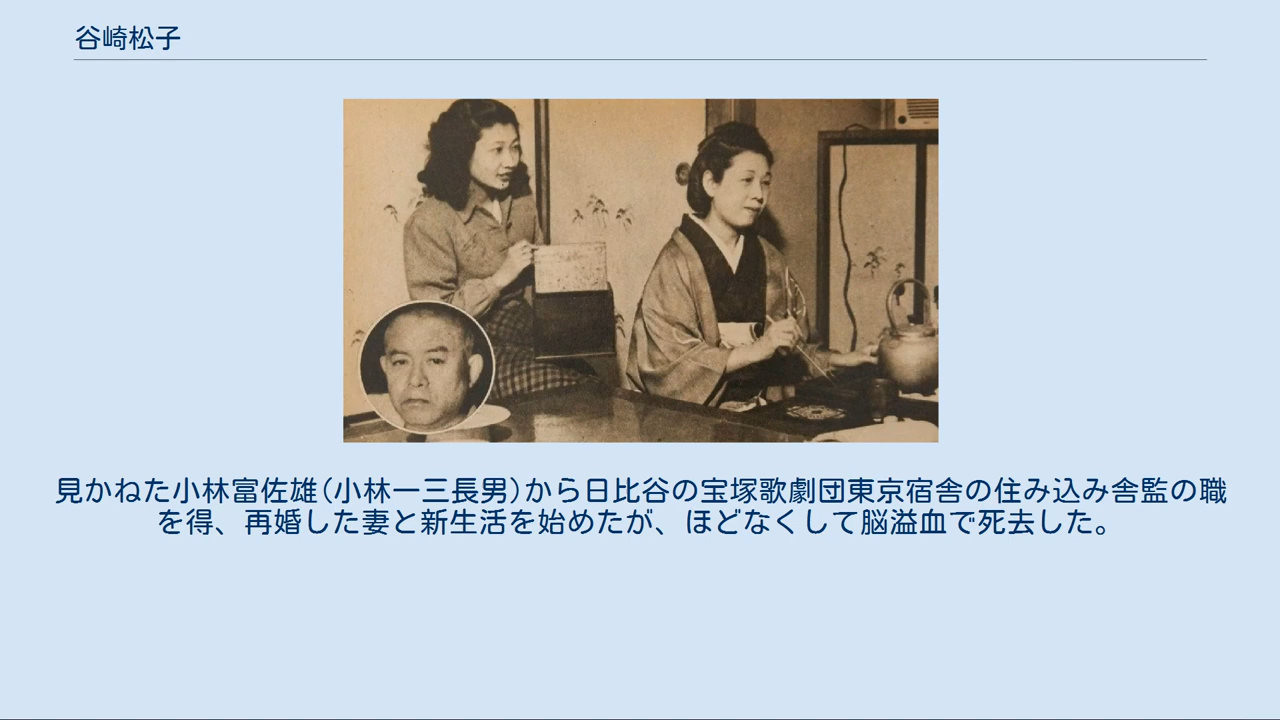 谷崎松子
見かねた小林富佐雄(小林一三長男)から日比谷の宝塚歌劇団東京宿舎の住み込み舎監の職
を得、再婚した妻と新生活を始めたが、ほどなくして脳溢血で死去した。